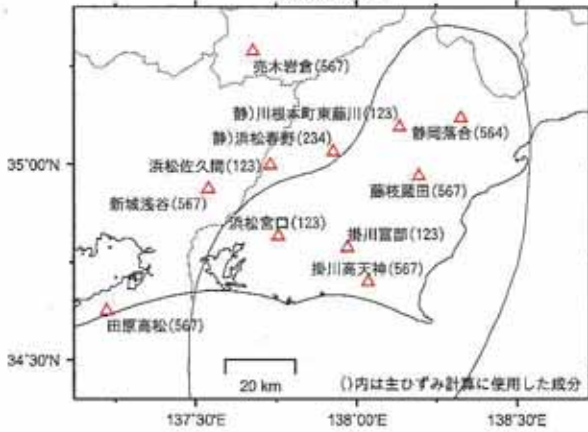 売木岩倉(567)
静)川根本町東藤川(123)
静)浜松春野(234)
静岡落合(564)
35°00'N
浜松佐久間(123)
藤枝蔵田(567)
新城浅谷(567)
浜松宮口(123)
掛川富部(123)
掛川高天神(567)
田原高松(567)
34°30'N
20 km
()内は主ひずみ計算に使用した成分
137°30'E
138°00'E
138°30'E